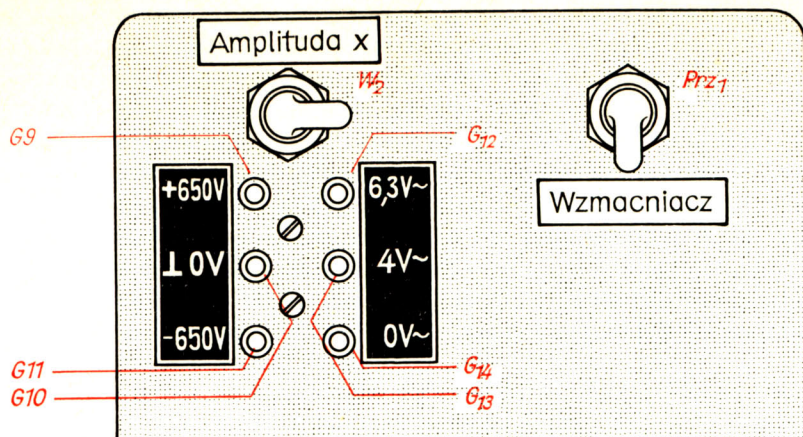 Amplituda x
W₂
Prz₁
G9
G₁₂
+650V
6,3V~
Wzmacniacz
⊥ 0V
4V~
-650V
0V~
G11
G₁₄
G10
G₁₃